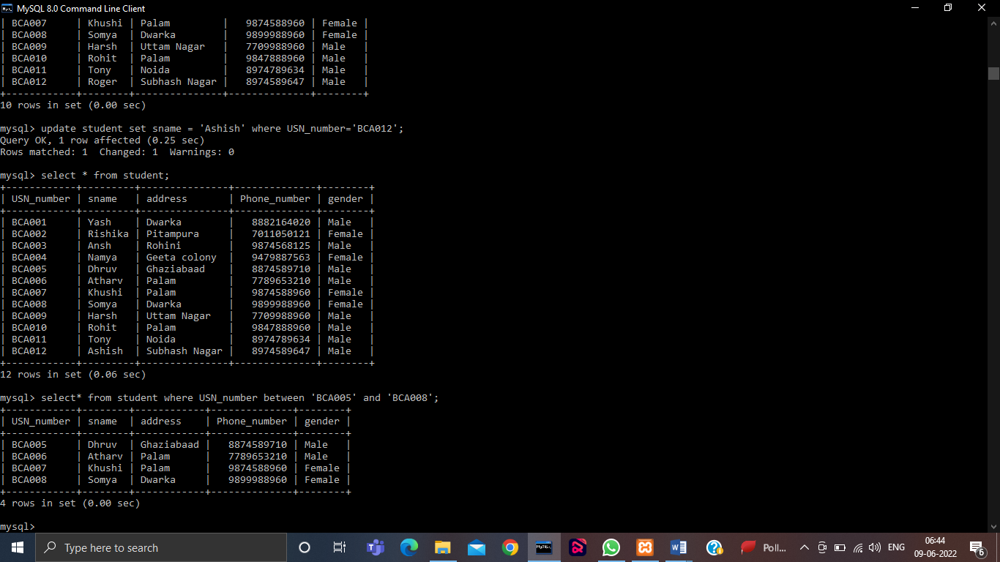 MySQL 8.0 Command Line Client
| BCA007     | Khushi | Palam         |   9874588960 | Female |
| BCA008     | Somya  | Dwarka        |   9899988960 | Female |
| BCA009     | Harsh  | Uttam Nagar   |   7709988960 | Male   |
| BCA010     | Rohit  | Palam         |   9847888960 | Male   |
| BCA011     | Tony   | Noida         |   8974789634 | Male   |
| BCA012     | Roger  | Subhash Nagar |   8974589647 | Male   |
+------------+--------+---------------+--------------+--------+
10 rows in set (0.00 sec)
mysql> update student set sname = 'Ashish' where USN_number='BCA012';
Query OK, 1 row affected (0.25 sec)
Rows matched: 1  Changed: 1  Warnings: 0
mysql> select * from student;
+------------+---------+---------------+--------------+--------+
| USN_number | sname   | address       | Phone_number | gender |
+------------+---------+---------------+--------------+--------+
| BCA001     | Yash    | Dwarka        |   8882164020 | Male   |
| BCA002     | Rishika | Pitampura     |   7011050121 | Female |
| BCA003     | Ansh    | Rohini        |   9874568125 | Male   |
| BCA004     | Namya   | Geeta colony  |   9479887563 | Female |
| BCA005     | Dhruv   | Ghaziabaad    |   8874589710 | Male   |
| BCA006     | Atharv  | Palam         |   7789653210 | Male   |
| BCA007     | Khushi  | Palam         |   9874588960 | Female |
| BCA008     | Somya   | Dwarka        |   9899988960 | Female |
| BCA009     | Harsh   | Uttam Nagar   |   7709988960 | Male   |
| BCA010     | Rohit   | Palam         |   9847888960 | Male   |
| BCA011     | Tony    | Noida         |   8974789634 | Male   |
| BCA012     | Ashish  | Subhash Nagar |   8974589647 | Male   |
+------------+---------+---------------+--------------+--------+
12 rows in set (0.06 sec)
mysql> select* from student where USN_number between 'BCA005' and 'BCA008';
+------------+--------+------------+--------------+--------+
| USN_number | sname  | address    | Phone_number | gender |
+------------+--------+------------+--------------+--------+
| BCA005     | Dhruv  | Ghaziabaad |   8874589710 | Male   |
| BCA006     | Atharv | Palam      |   7789653210 | Male   |
| BCA007     | Khushi | Palam      |   9874588960 | Female |
| BCA008     | Somya  | Dwarka     |   9899988960 | Female |
+------------+--------+------------+--------------+--------+
4 rows in set (0.00 sec)
mysql>
Type here to search
Poll...
ENG
06:44
09-06-2022
6